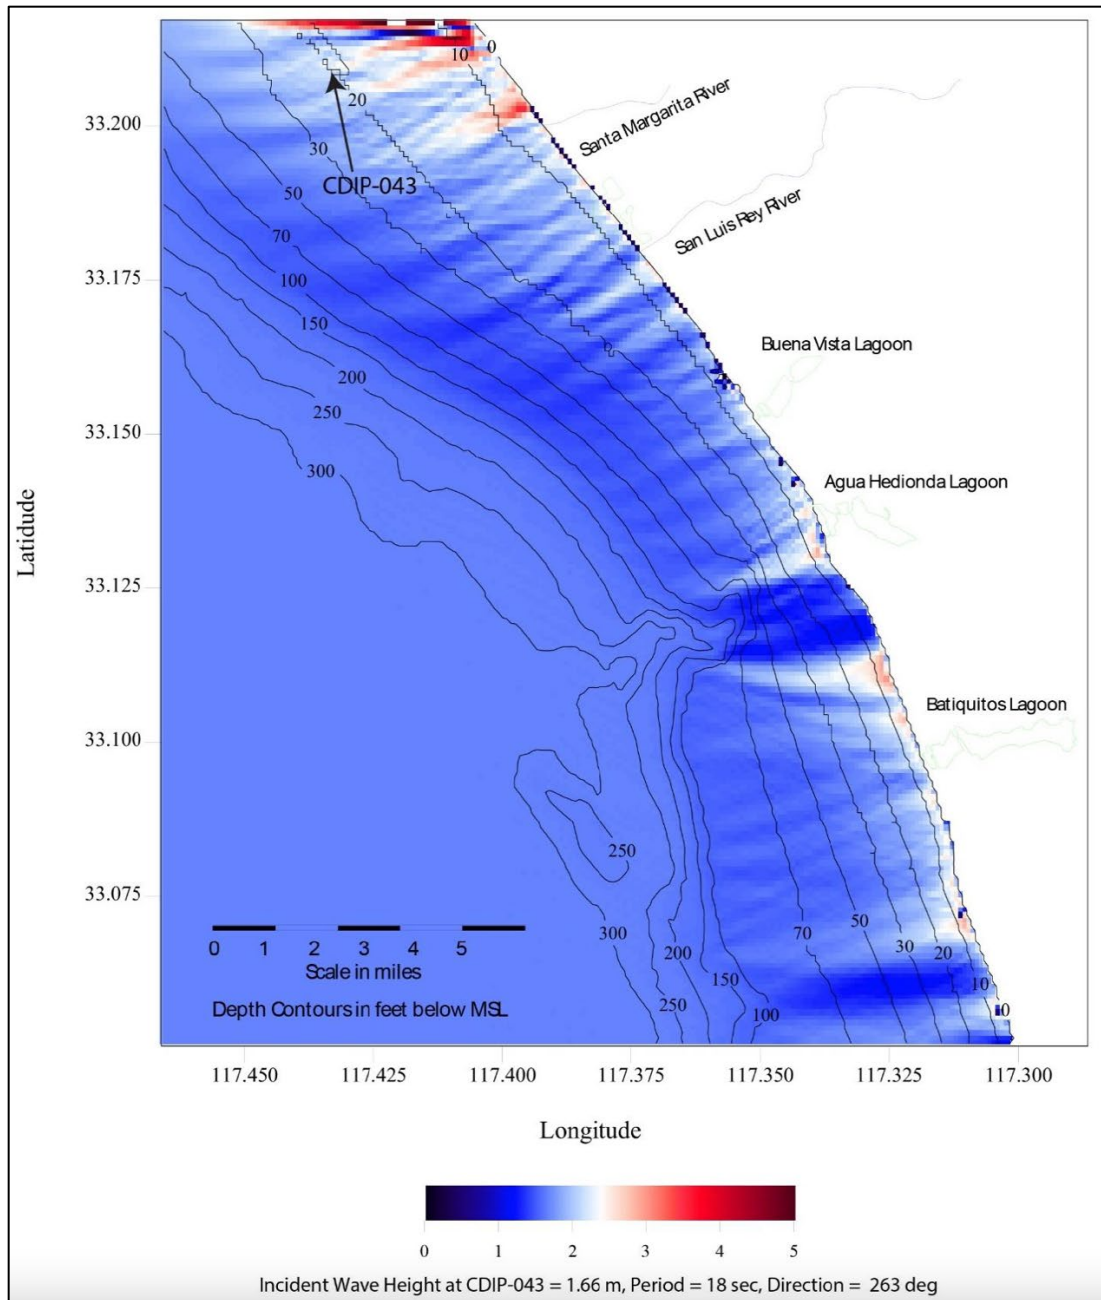 0
10
33.200
20
Santa Margarita River
30
CDIP-043
50
San Luis Rey River
70
33.175
100
150
Buena Vista Lagoon
200
250
33.150
300
Agua Hedionda Lagoon
Latidude
33.125
Batiquitos Lagoon
33.100
250
33.075
50
300
70
30
0 1 2 3 4 5
200
20
Scale in miles
150
10
Depth Contours in feet below MSL
250
100
0
117.450 117.425 117.400 117.375 117.350 117.325 117.300
Longitude
0 1 2 3 4 5
Incident Wave Height at CDIP-043 = 1.66 m, Period = 18 sec, Direction = 263 deg